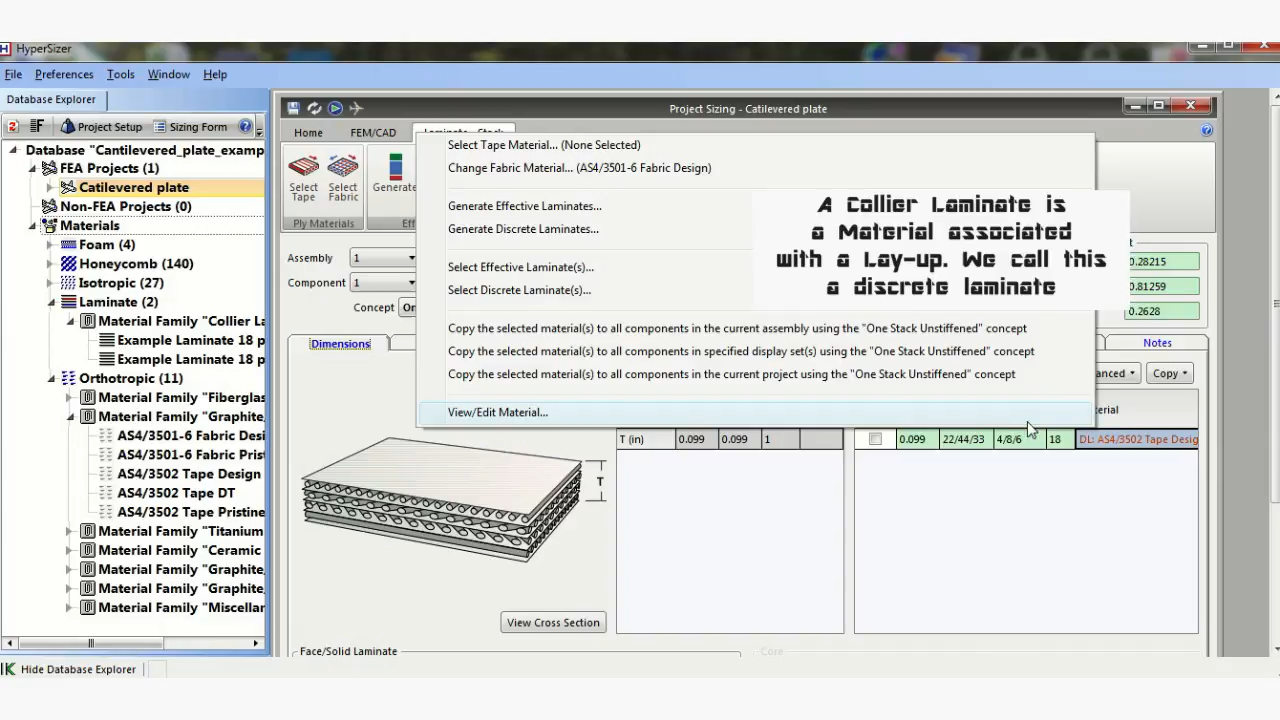 HyperSizer
File Preferences Tools Window Help
Database Explorer
Project Setup Sizing Form
Database "Cantilevered_plate_examp
FEA Projects (1)
Catilevered plate
Non-FEA Projects (0)
Materials
Foam (4)
Honeycomb (140)
Isotropic (27)
Laminate (2)
Material Family "Collier La
Example Laminate 18 p
Example Laminate 18 p
Orthotropic (11)
Material Family "Fiberglas
Material Family "Graphite
AS4/3501-6 Fabric Desi
AS4/3501-6 Fabric Prist
AS4/3502 Tape Design
AS4/3502 Tape DT
AS4/3502 Tape Pristine
Material Family "Titanium
Material Family "Ceramic
Material Family "Graphite
Material Family "Graphite
Material Family "Miscellan
Hide Database Explorer
Project Sizing - Catilevered plate
Home FEM/CAD
Select Tape
Select Fabric
Generate
Ply Materials
Eff
Assembly 1
Component 1
Concept On
Dimensions
Select Tape Material... (None Selected)
Change Fabric Material... (AS4/3501-6 Fabric Design)
Generate Effective Laminates...
Generate Discrete Laminates...
Select Effective Laminate(s)...
Select Discrete Laminate(s)...
Copy the selected material(s) to all components in the current assembly using the "One Stack Unstiffened" concept
Copy the selected material(s) to all components in specified display set(s) using the "One Stack Unstiffened" concept
Copy the selected material(s) to all components in the current project using the "One Stack Unstiffened" concept
View/Edit Material...
A Collier Laminate is
a Material associated
with a Lay-up. We call this
a discrete laminate
0.28215
0.81259
0.2628
Notes
anced Copy
erial
T (in) 0.099 0.099 1
0.099 22/44/33 4/8/6 18 DL: AS4/3502 Tape Desig
T
View Cross Section
Face/Solid Laminate
Core